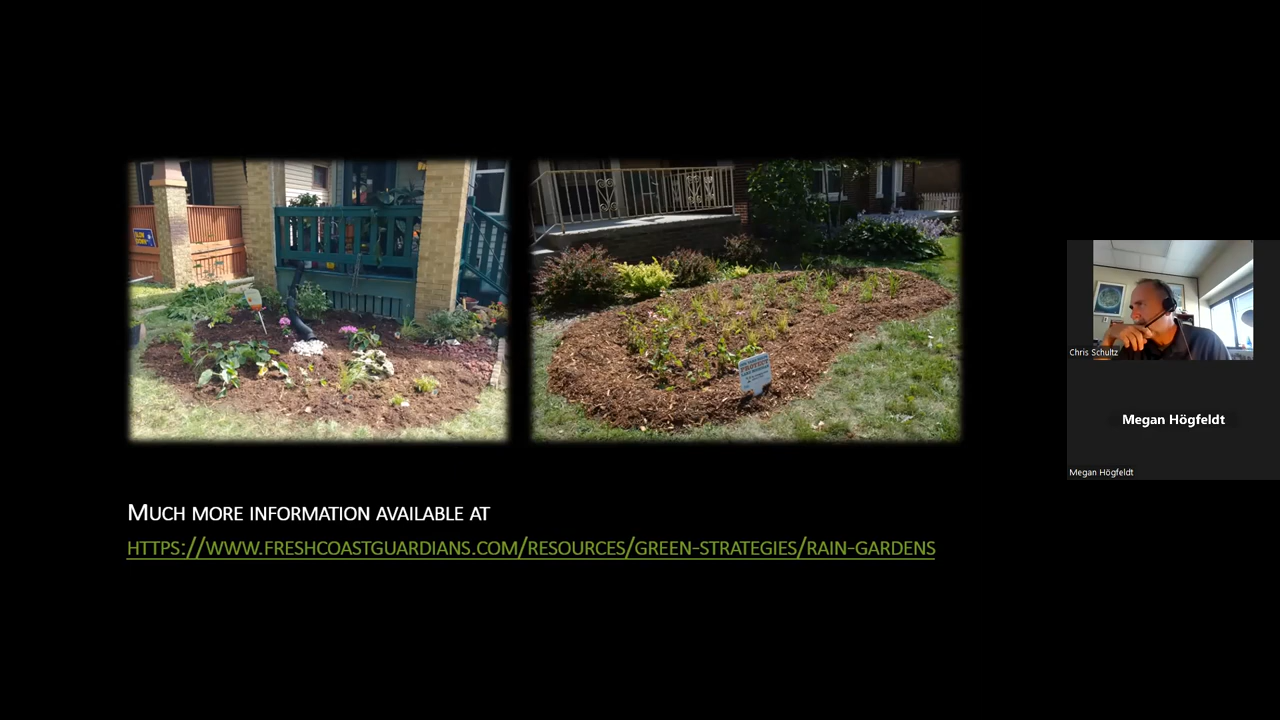 MUCH MORE INFORMATION AVAILABLE AT
HTTPS://WWW.FRESHCOASTGUARDIANS.COM/RESOURCES/GREEN-STRATEGIES/RAIN-GARDENS
Chris Schultz
Megan Högfeldt
Megan Högfeldt
PROTECT